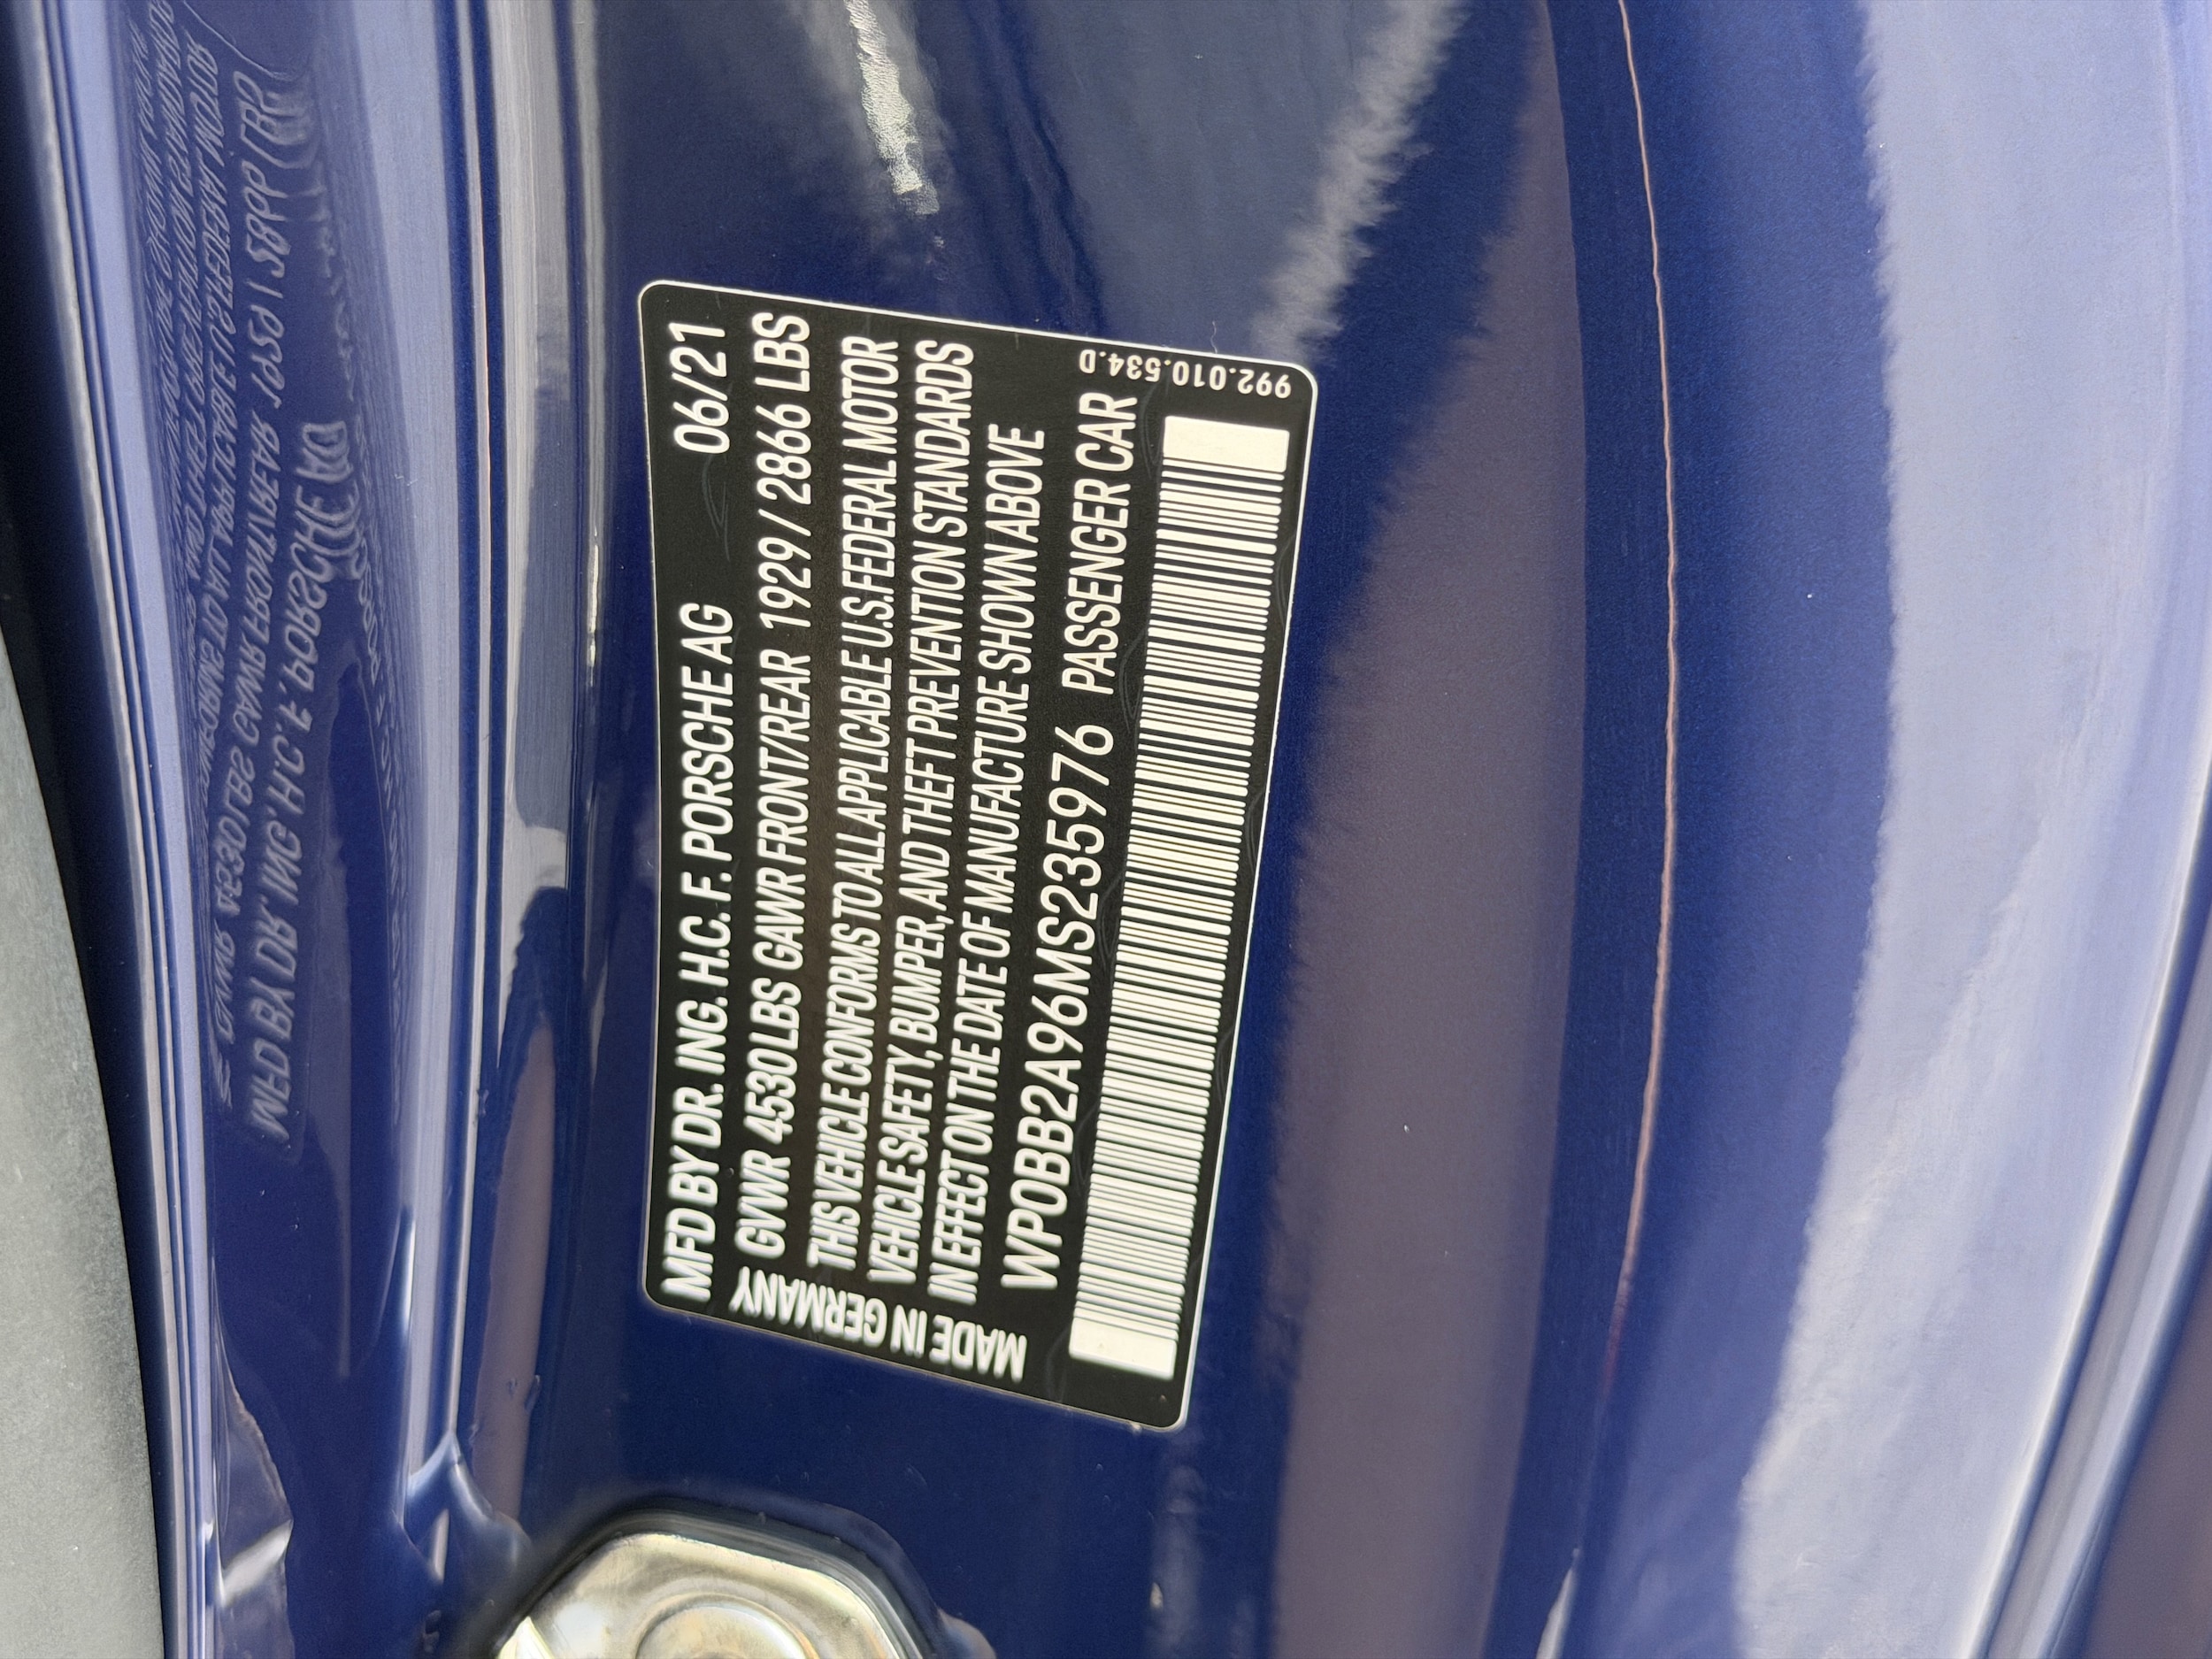 MFD BY DR. ING. H.C. F. PORSCHE AG 06/21
GVWR 4530 LBS GAWR FRONT/REAR 1929 / 2866 LBS
THIS VEHICLE CONFORMS TO ALL APPLICABLE U.S. FEDERAL MOTOR
VEHICLE SAFETY, BUMPER, AND THEFT PREVENTION STANDARDS
IN EFFECT ON THE DATE OF MANUFACTURE SHOWN ABOVE
WP0BB2A96MS235976 PASSENGER CAR
MADE IN GERMANY
992.010.534.D